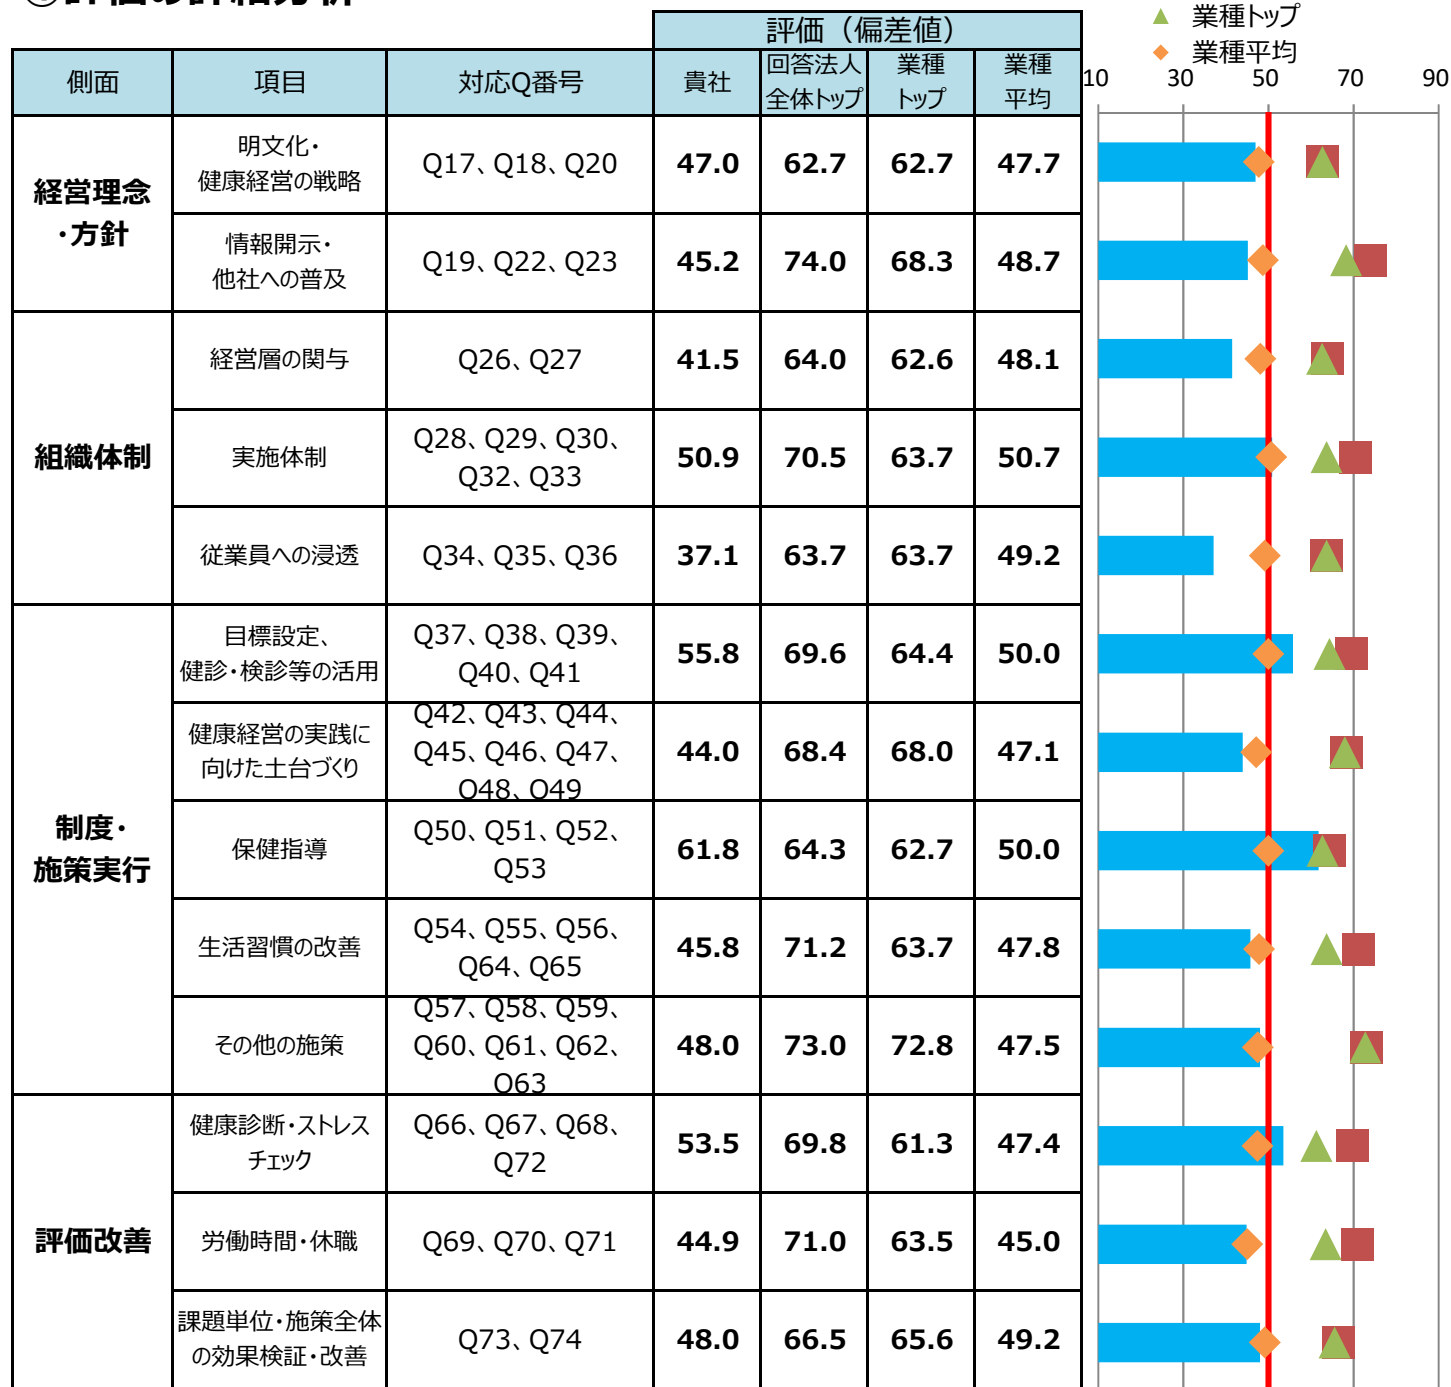 ①評価の詳細分析
▲ 業種トップ
◆ 業種平均
評価（偏差値）
側面 項目 対応Q番号 貴社 回答法人全体トップ 業種トップ 業種平均
10 30 50 70 90
経営理念・方針
明文化・健康経営の戦略 Q17、Q18、Q20 47.0 62.7 62.7 47.7
情報開示・他社への普及 Q19、Q22、Q23 45.2 74.0 68.3 48.7
組織体制
経営層の関与 Q26、Q27 41.5 64.0 62.6 48.1
実施体制 Q28、Q29、Q30、Q32、Q33 50.9 70.5 63.7 50.7
従業員への浸透 Q34、Q35、Q36 37.1 63.7 63.7 49.2
制度・施策実行
目標設定、健診・検診等の活用 Q37、Q38、Q39、Q40、Q41 55.8 69.6 64.4 50.0
健康経営の実践に向けた土台づくり Q42、Q43、Q44、Q45、Q46、Q47、Q48、Q49 44.0 68.4 68.0 47.1
保健指導 Q50、Q51、Q52、Q53 61.8 64.3 62.7 50.0
生活習慣の改善 Q54、Q55、Q56、Q64、Q65 45.8 71.2 63.7 47.8
その他の施策 Q57、Q58、Q59、Q60、Q61、Q62、Q63 48.0 73.0 72.8 47.5
評価改善
健康診断・ストレスチェック Q66、Q67、Q68、Q72 53.5 69.8 61.3 47.4
労働時間・休職 Q69、Q70、Q71 44.9 71.0 63.5 45.0
課題単位・施策全体の効果検証・改善 Q73、Q74 48.0 66.5 65.6 49.2